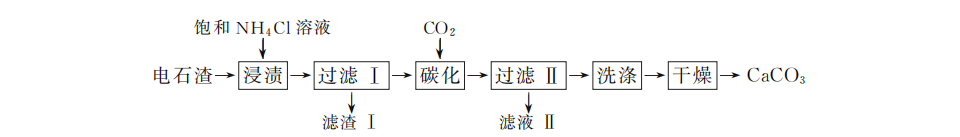 饱和 NH₄Cl 溶液 CO₂
电石渣 浸渍 过滤 Ⅰ 碳化 过滤 Ⅱ 洗涤 干燥 CaCO₃
滤渣 Ⅰ 滤液 Ⅱ